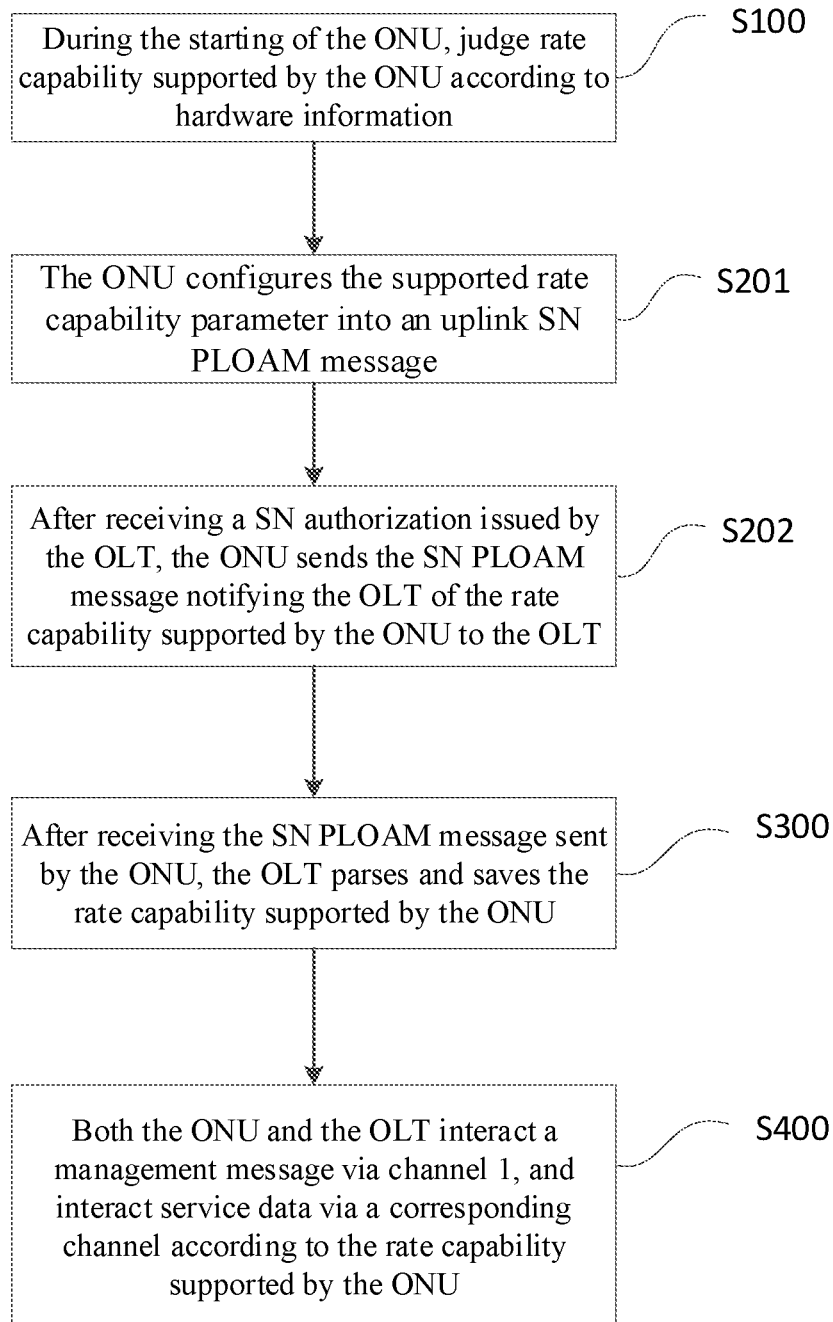 During the starting of the ONU, judge rate
capability supported by the ONU according to
hardware information
S100
The ONU configures the supported rate
capability parameter into an uplink SN
PLOAM message
S201
After receiving a SN authorization issued by
the OLT, the ONU sends the SN PLOAM
message notifying the OLT of the rate
capability supported by the ONU to the OLT
S202
After receiving the SN PLOAM message sent
by the ONU, the OLT parses and saves the
rate capability supported by the ONU
S300
Both the ONU and the OLT interact a
management message via channel 1, and
interact service data via a corresponding
channel according to the rate capability
supported by the ONU
S400